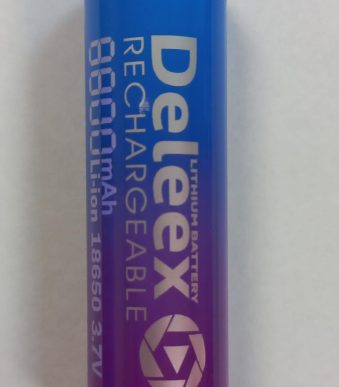 LITHIUM BATTERY
Deleex
RECHARGEABLE
8800mAh
Li-ion 18650 3.7V